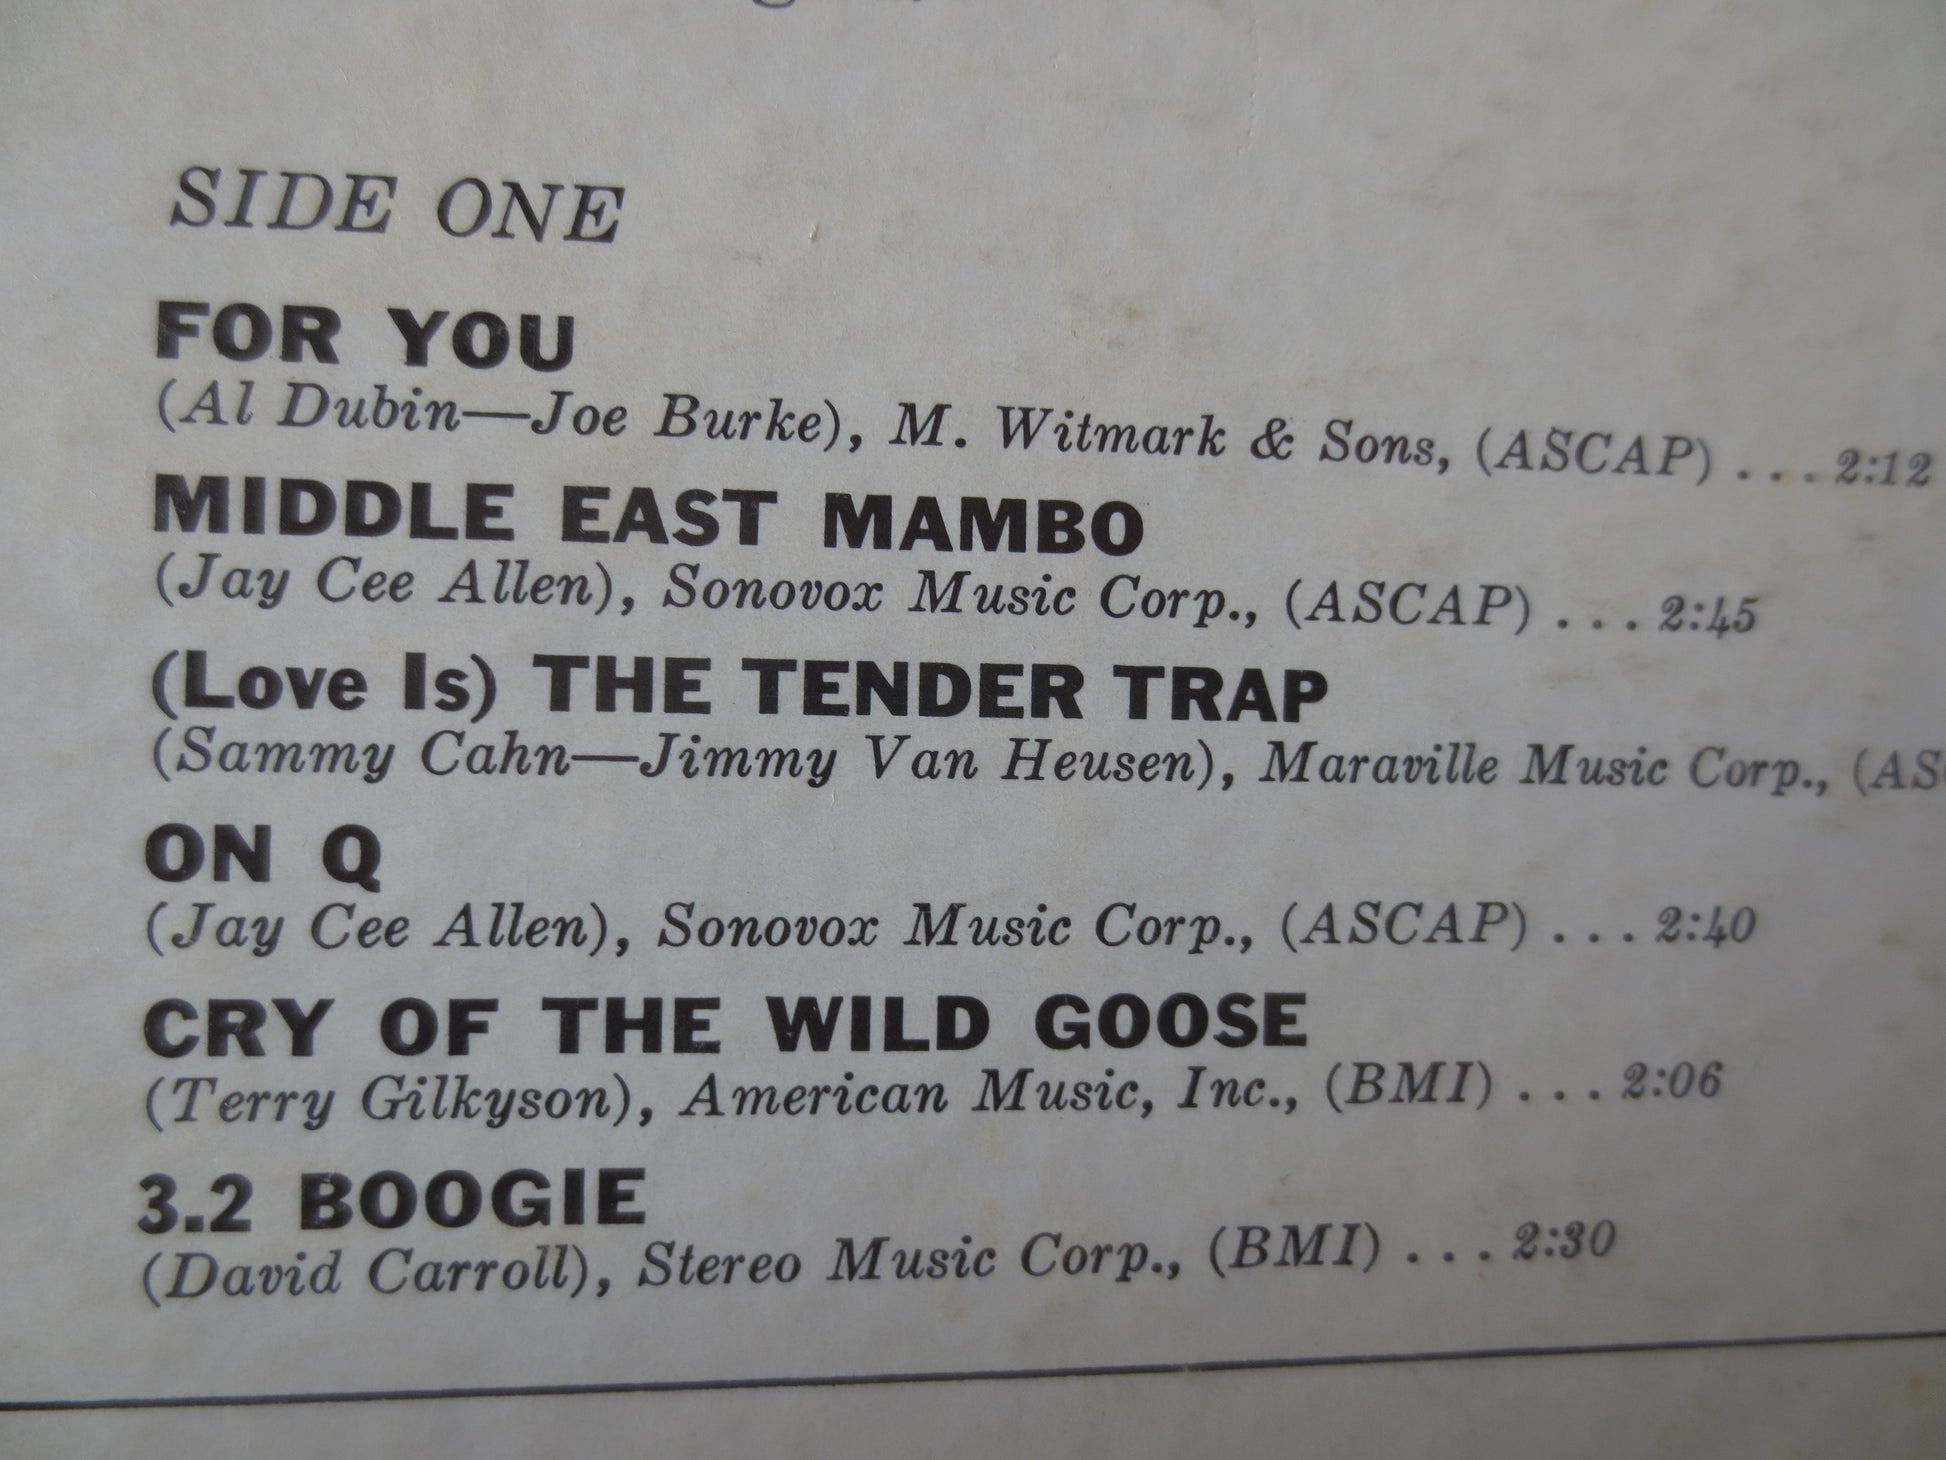 SIDE ONE
FOR YOU
(Al Dubin—Joe Burke), M. Witmark & Sons, (ASCAP) . . . 2:12
MIDDLE EAST MAMBO
(Jay Cee Allen), Sonovox Music Corp., (ASCAP) . . . 2:45
(Love Is) THE TENDER TRAP
(Sammy Cahn—Jimmy Van Heusen), Maraville Music Corp.,
ON Q
(Jay Cee Allen), Sonovox Music Corp., (ASCAP) . . . 2:40
CRY OF THE WILD GOOSE
(Terry Gilkyson), American Music, Inc., (BMI) . . . 2:06
3.2 BOOGIE
(David Carroll), Stereo Music Corp., (BMI) . . . 2:30